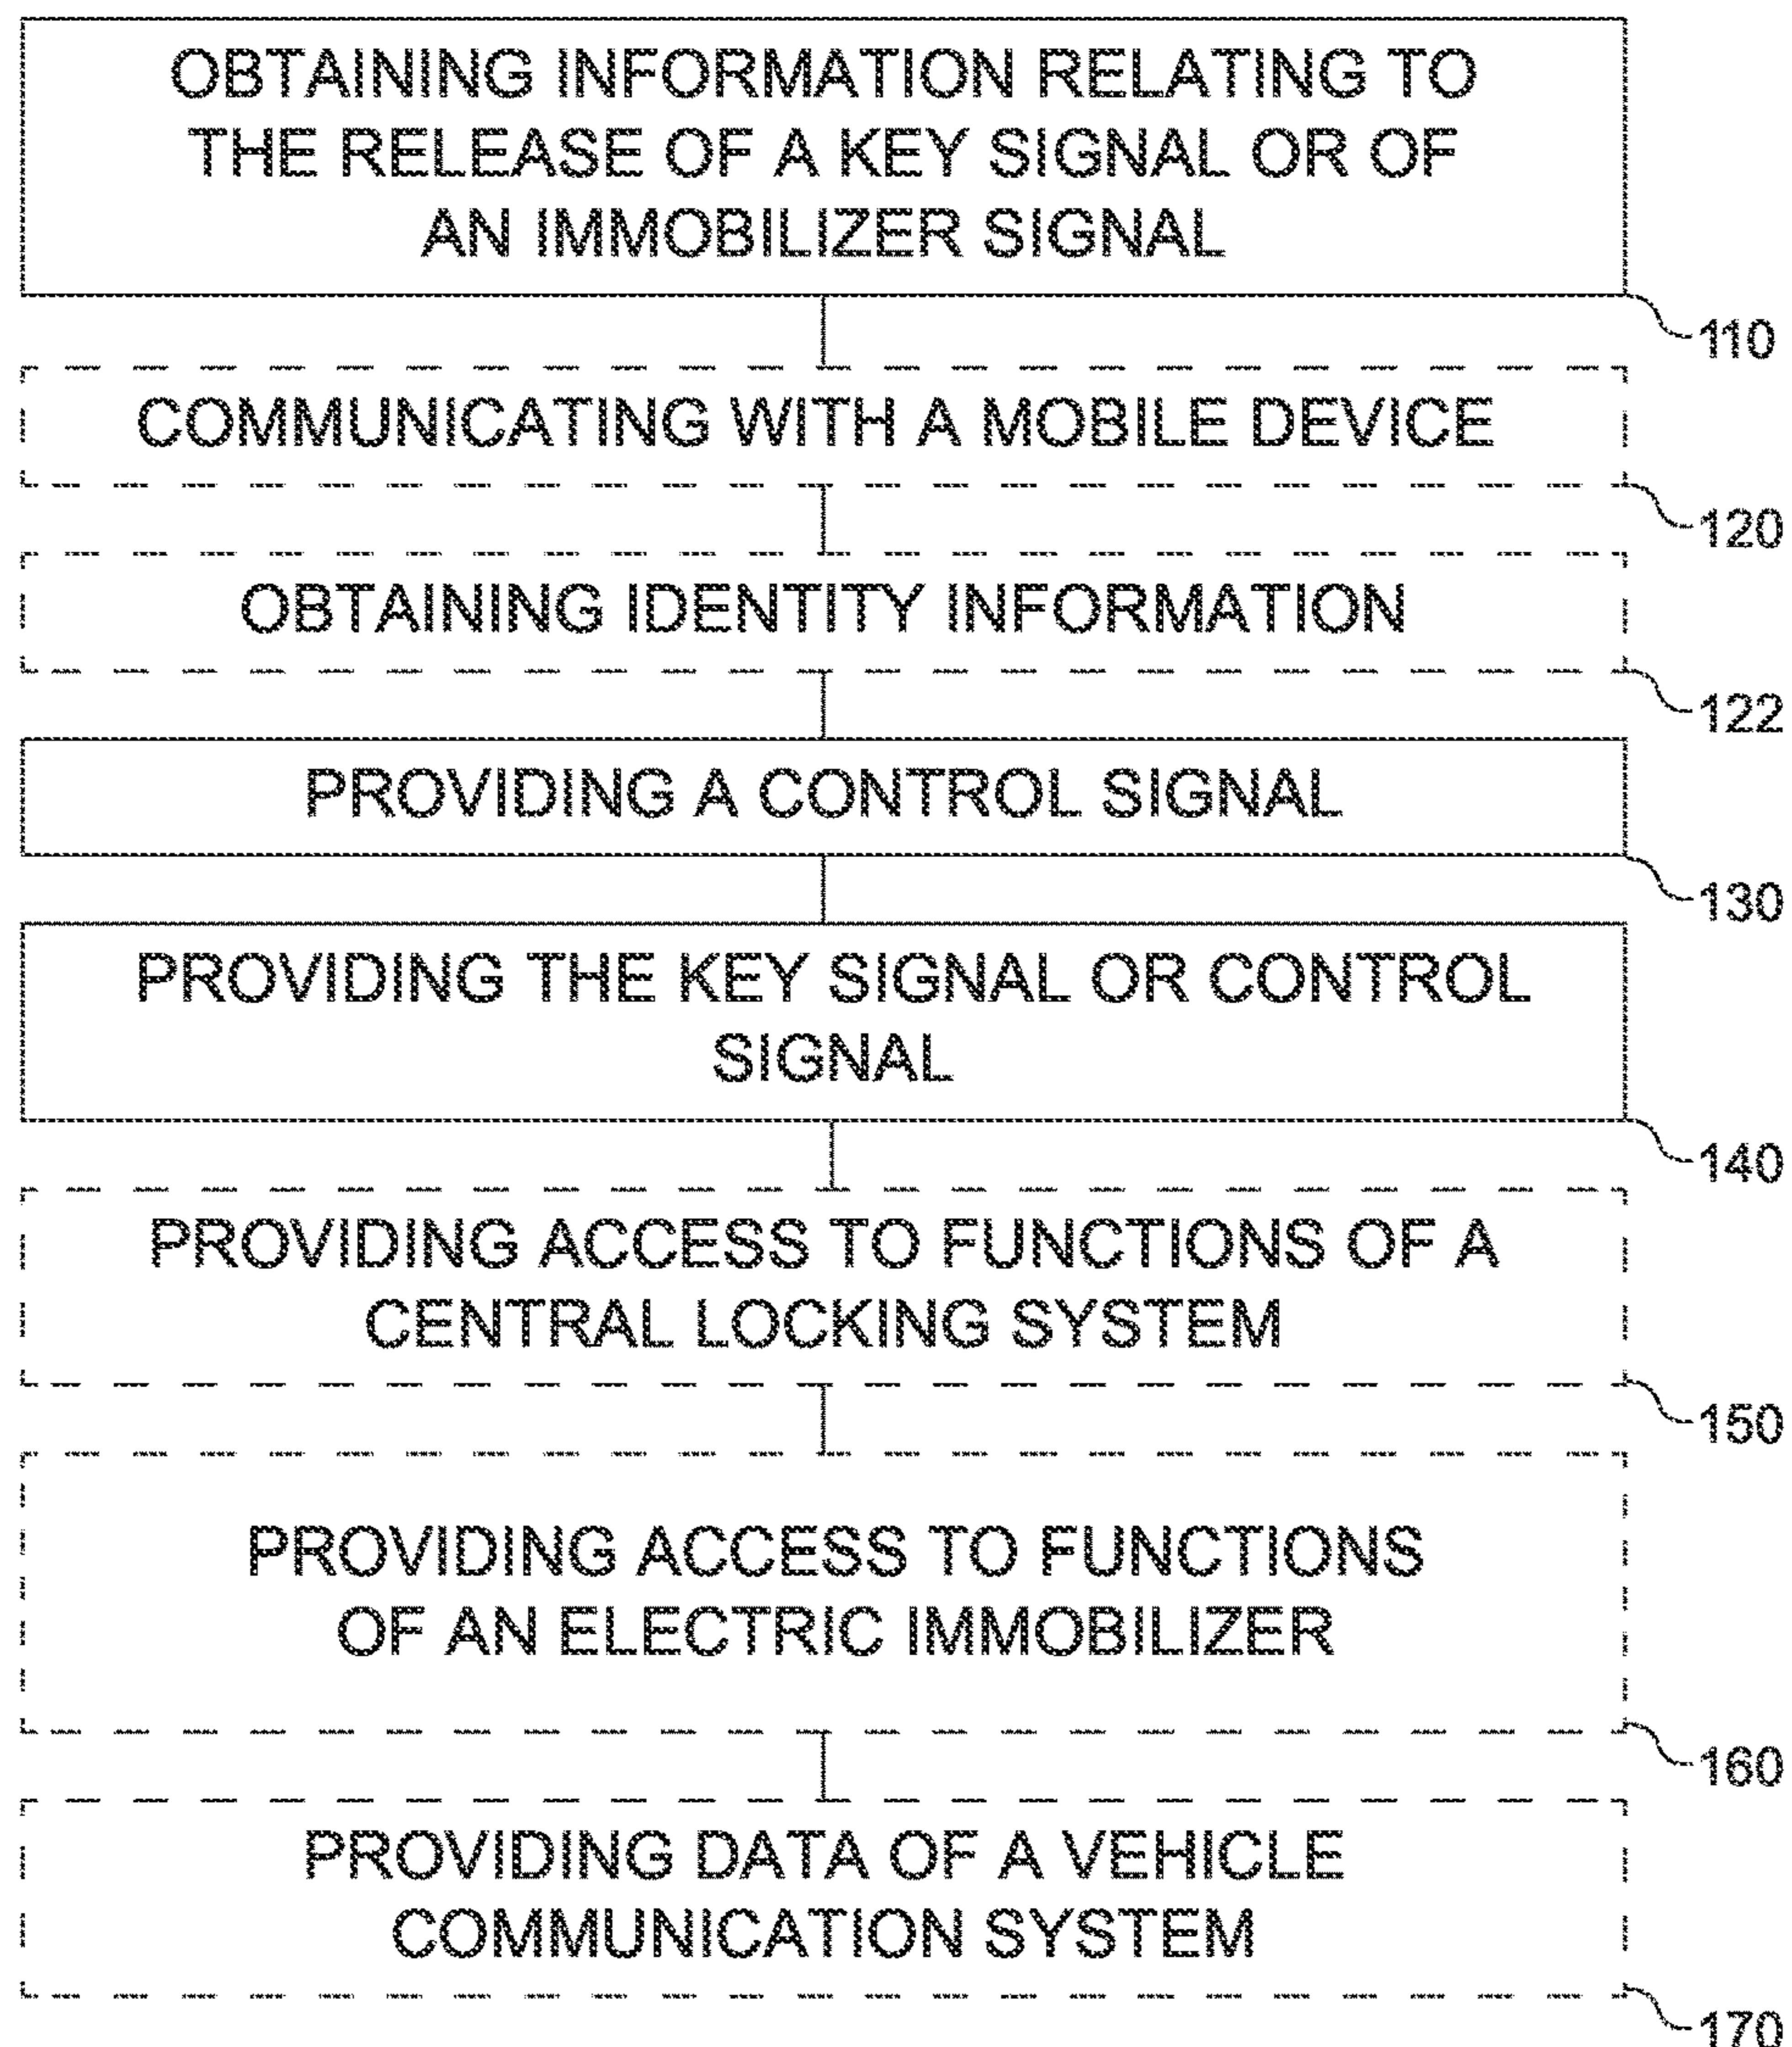 OBTAINING INFORMATION RELATING TO
THE RELEASE OF A KEY SIGNAL OR OF
AN IMMOBILIZER SIGNAL
110
COMMUNICATING WITH A MOBILE DEVICE
120
OBTAINING IDENTITY INFORMATION
122
PROVIDING A CONTROL SIGNAL
130
PROVIDING THE KEY SIGNAL OR CONTROL
SIGNAL
140
PROVIDING ACCESS TO FUNCTIONS OF A
CENTRAL LOCKING SYSTEM
150
PROVIDING ACCESS TO FUNCTIONS
OF AN ELECTRIC IMMOBILIZER
160
PROVIDING DATA OF A VEHICLE
COMMUNICATION SYSTEM
170